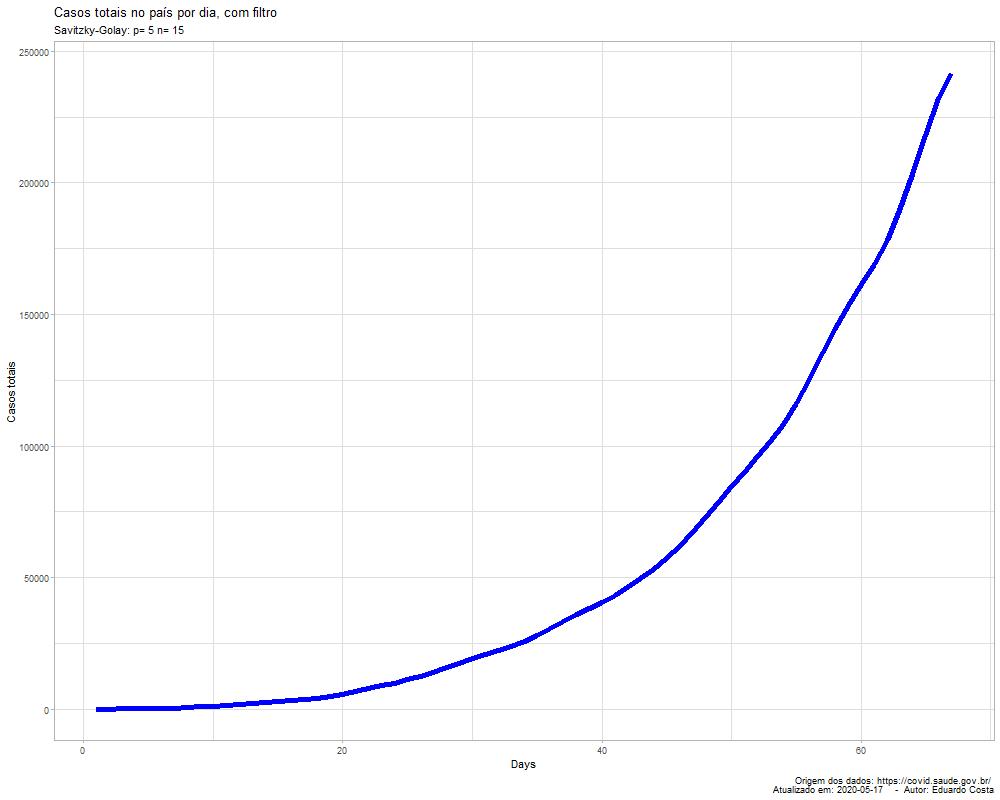 Casos totais no país por dia, com filtro
Savitzky-Golay: p= 5 n= 15
250000
200000
150000
100000
50000
0
Casos totais
0 20 40 60
Days
Origem dos dados: https://covid.saude.gov.br/
Atualizado em: 2020-05-17 - Autor: Eduardo Costa